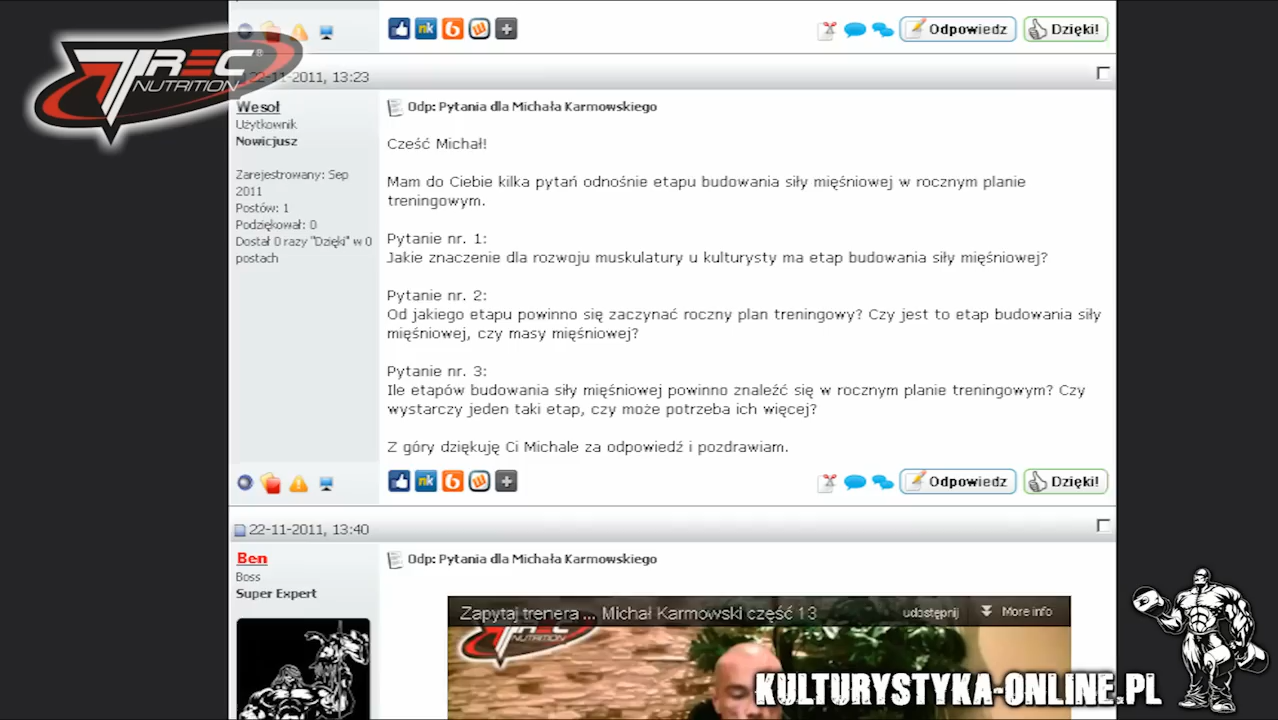 Odpowiedz
Dzięki!
TREC
NUTRITION
®
22-11-2011, 13:23
Wesoł
Użytkownik
Nowicjusz
Zarejestrowany: Sep
2011
Postów: 1
Podziękował: 0
Dostał 0 razy "Dzięki" w 0
postach
Odp: Pytania dla Michała Karmowskiego
Cześć Michał!
Mam do Ciebie kilka pytań odnośnie etapu budowania siły mięśniowej w rocznym planie
treningowym.
Pytanie nr. 1:
Jakie znaczenie dla rozwoju muskulatury u kulturysty ma etap budowania siły mięśniowej?
Pytanie nr. 2:
Od jakiego etapu powinno się zaczynać roczny plan treningowy? Czy jest to etap budowania siły
mięśniowej, czy masy mięśniowej?
Pytanie nr. 3:
Ile etapów budowania siły mięśniowej powinno znaleźć się w rocznym planie treningowym? Czy
wystarczy jeden taki etap, czy może potrzeba ich więcej?
Z góry dziękuję Ci Michale za odpowiedź i pozdrawiam.
Odpowiedz
Dzięki!
22-11-2011, 13:40
Ben
Boss
Super Expert
Odp: Pytania dla Michała Karmowskiego
Zapytaj trenera ... Michał Karmowski część 13
udostępnij
More info
TREC
NUTRITION
KULTURYSTYKA-ONLINE.PL